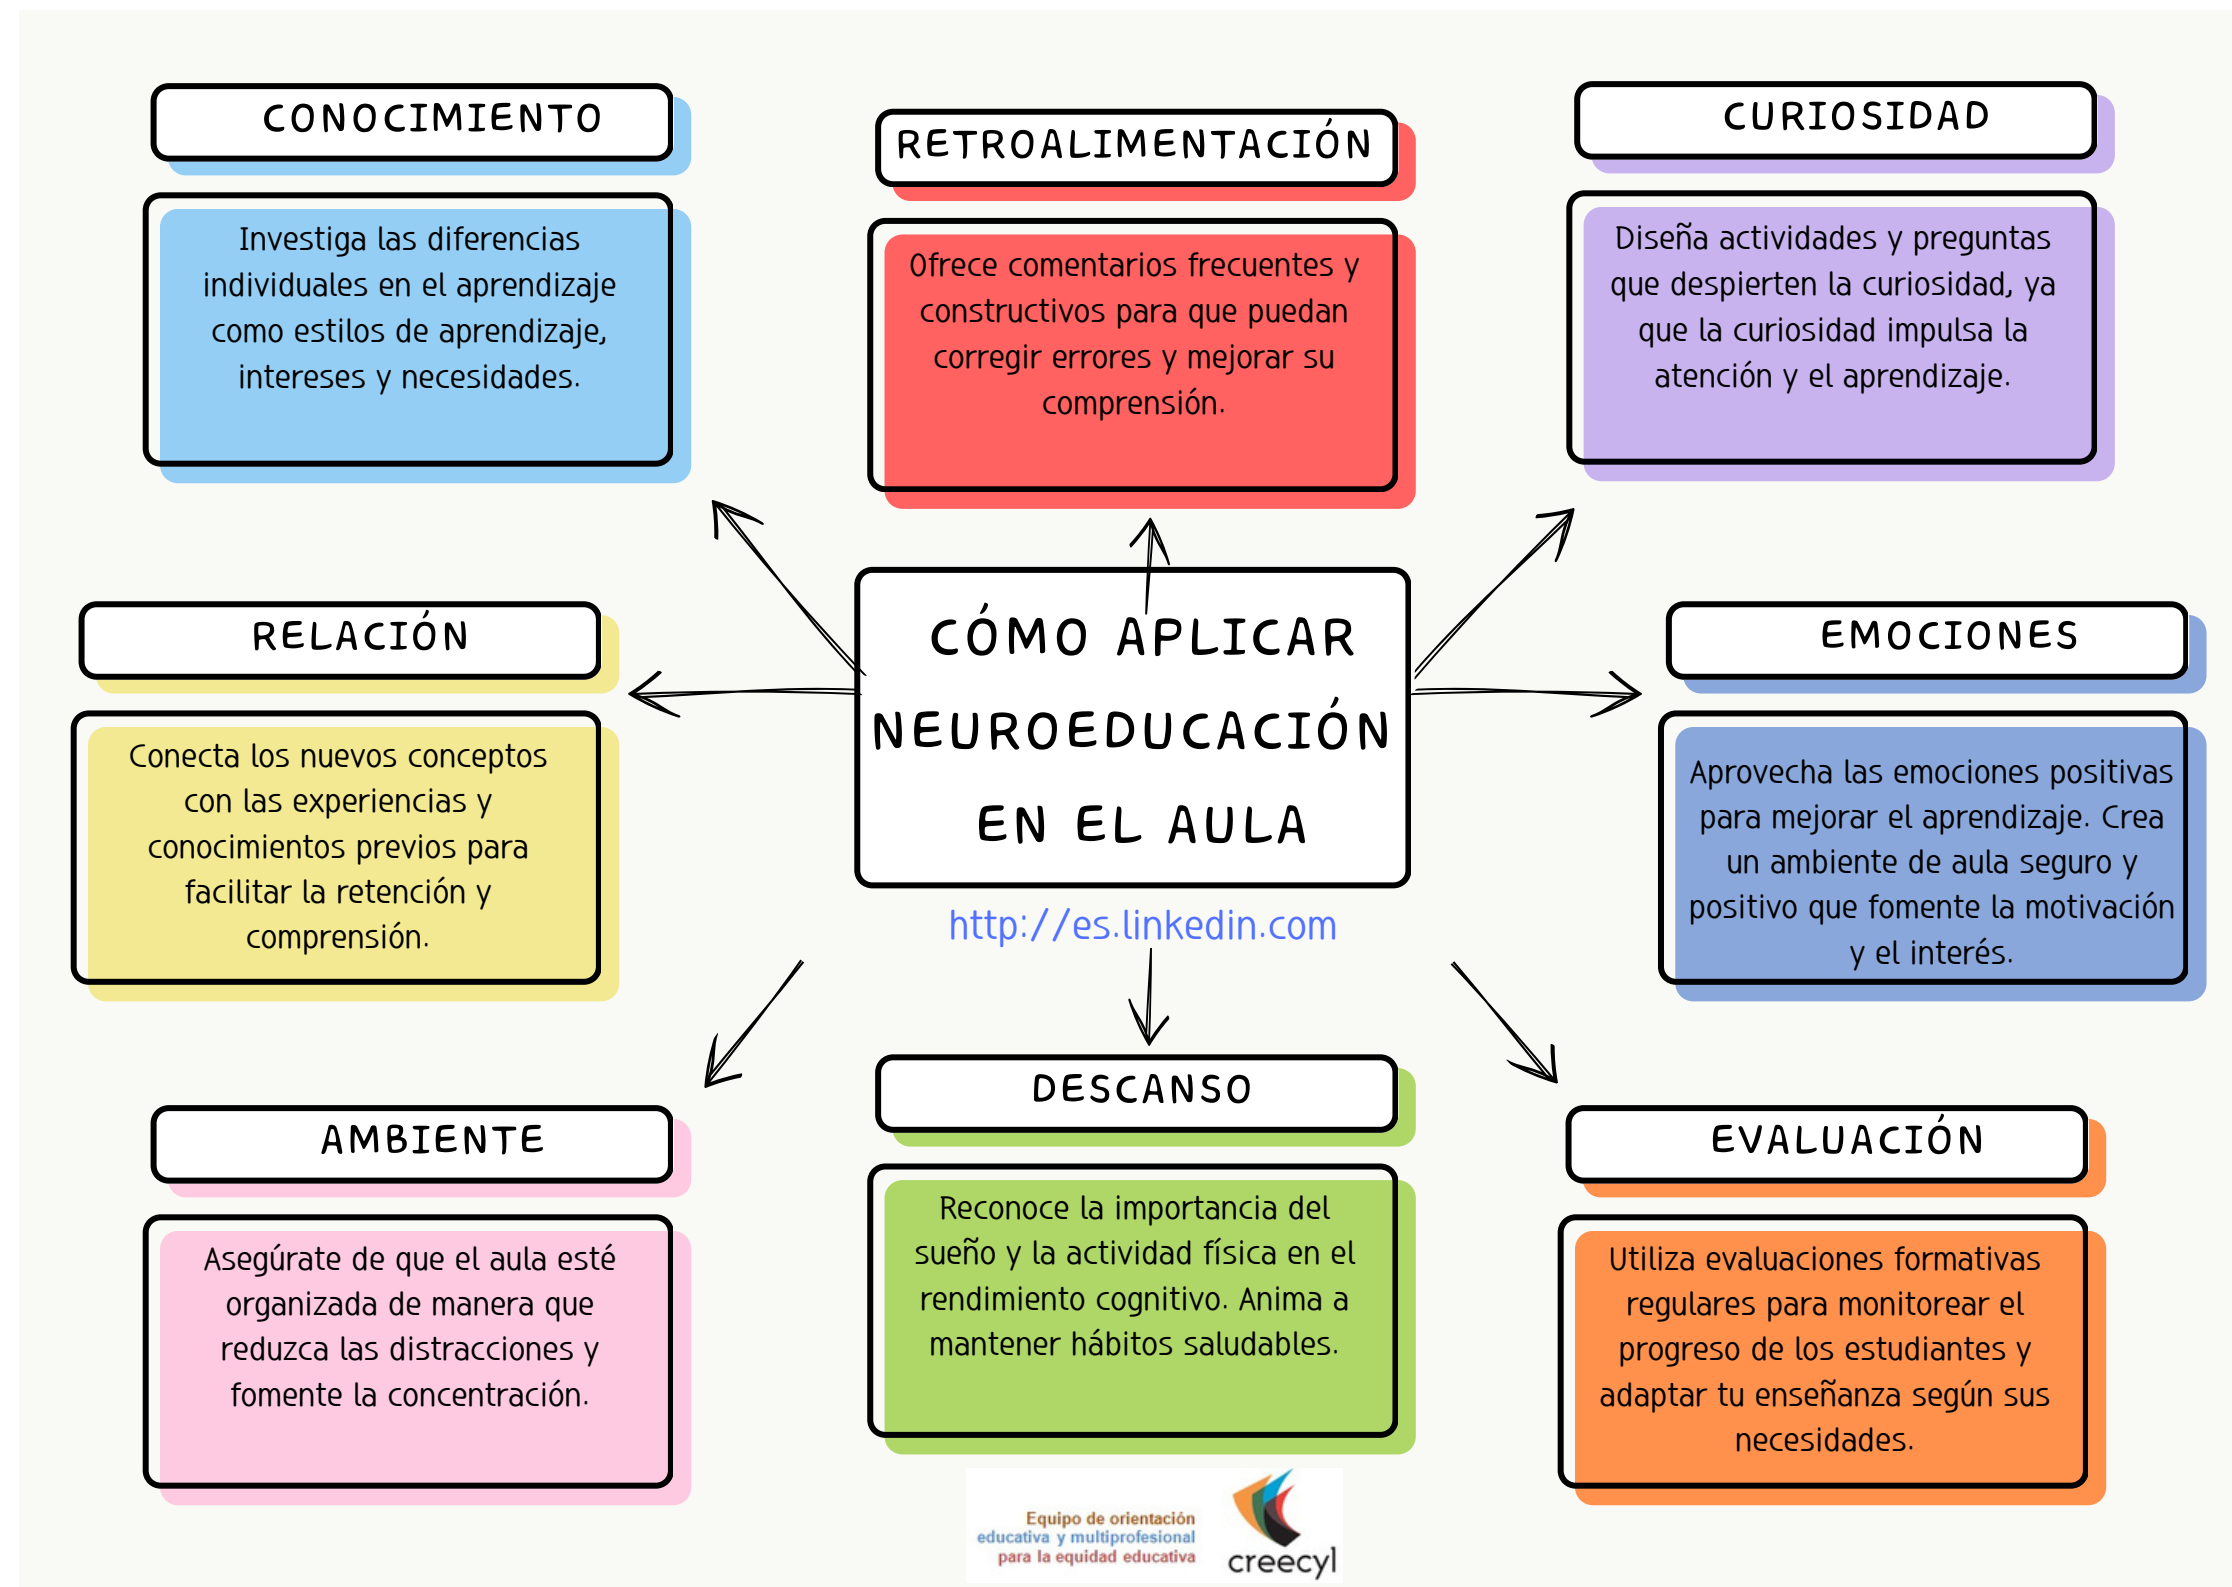 CONOCIMIENTO
Investiga las diferencias
individuales en el aprendizaje
como estilos de aprendizaje,
intereses y necesidades.
RETROALIMENTACIÓN
Ofrece comentarios frecuentes y
constructivos para que puedan
corregir errores y mejorar su
comprensión.
CURIOSIDAD
Diseña actividades y preguntas
que despierten la curiosidad, ya
que la curiosidad impulsa la
atención y el aprendizaje.
RELACIÓN
Conecta los nuevos conceptos
con las experiencias y
conocimientos previos para
facilitar la retención y
comprensión.
CÓMO APLICAR
NEUROEDUCACIÓN
EN EL AULA
http://es.linkedin.com
EMOCIONES
Aprovecha las emociones positivas
para mejorar el aprendizaje. Crea
un ambiente de aula seguro y
positivo que fomente la motivación
y el interés.
AMBIENTE
Asegúrate de que el aula esté
organizada de manera que
reduzca las distracciones y
fomente la concentración.
DESCANSO
Reconoce la importancia del
sueño y la actividad física en el
rendimiento cognitivo. Anima a
mantener hábitos saludables.
EVALUACIÓN
Utiliza evaluaciones formativas
regulares para monitorear el
progreso de los estudiantes y
adaptar tu enseñanza según sus
necesidades.
Equipo de orientación
educativa y multiprofesional
para la equidad educativa
creecyl